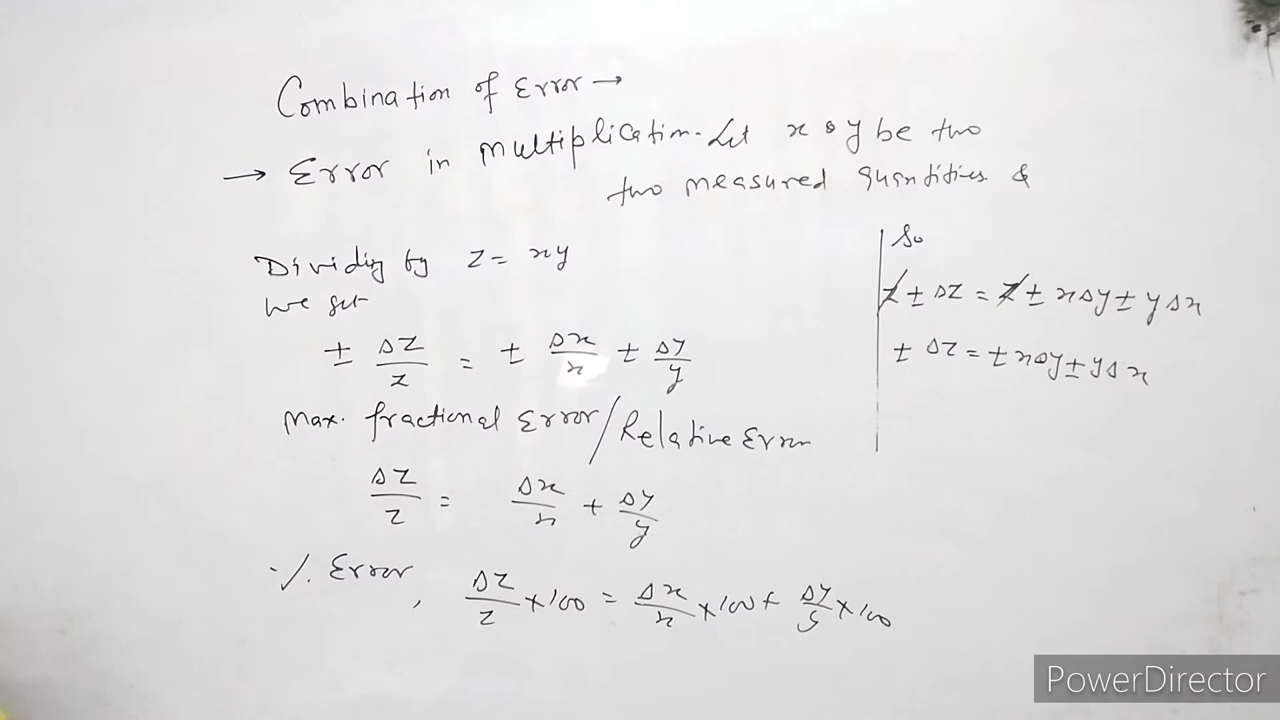 Combination of Error →
→ Error in multiplication. Let x & y be two
two measured quantities &
Dividing by z = xy
we get
± Δz/z = ± Δx/x ± Δy/y
Max. fractional Error/Relative Error
Δz/z = Δx/x + Δy/y
% Error, Δz/z × 100 = Δx/x × 100 + Δy/y × 100
So
z ± Δz = z ± xΔy ± yΔx
± Δz = ± xΔy ± yΔx
PowerDirector